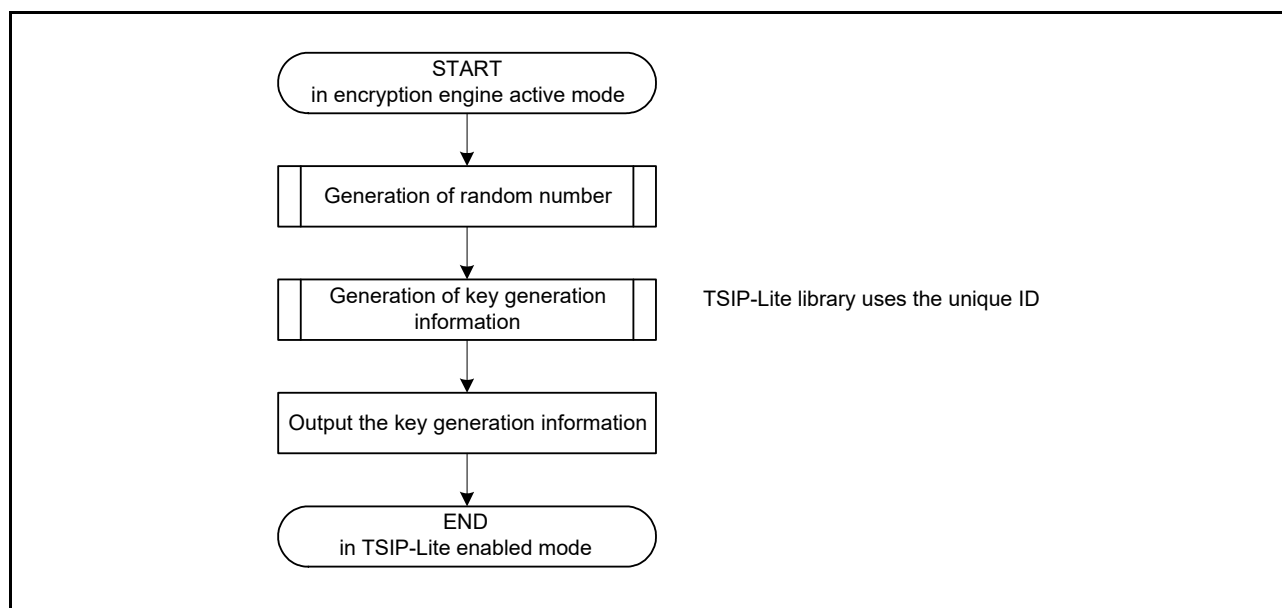 START
in encryption engine active mode
Generation of random number
Generation of key generation
information
TSIP-Lite library uses the unique ID
Output the key generation information
END
in TSIP-Lite enabled mode